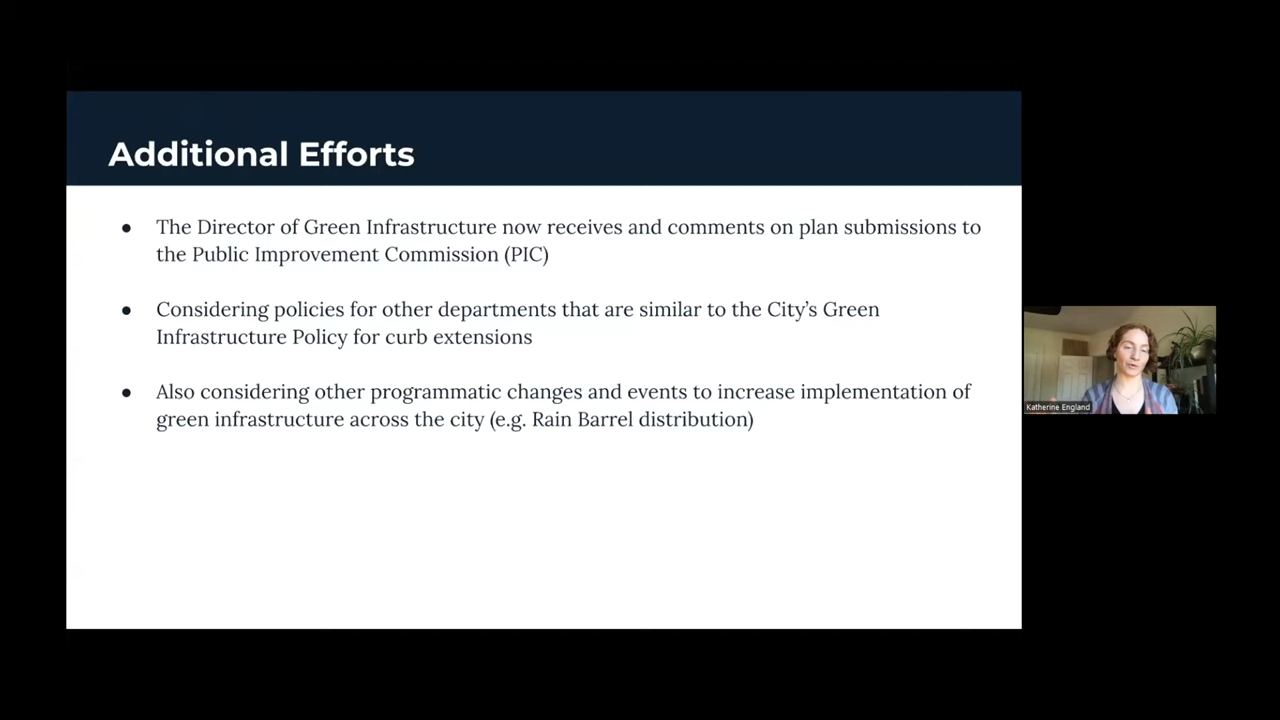 Additional Efforts
● The Director of Green Infrastructure now receives and comments on plan submissions to
the Public Improvement Commission (PIC)
● Considering policies for other departments that are similar to the City’s Green
Infrastructure Policy for curb extensions
● Also considering other programmatic changes and events to increase implementation of
green infrastructure across the city (e.g. Rain Barrel distribution)
Katherine England